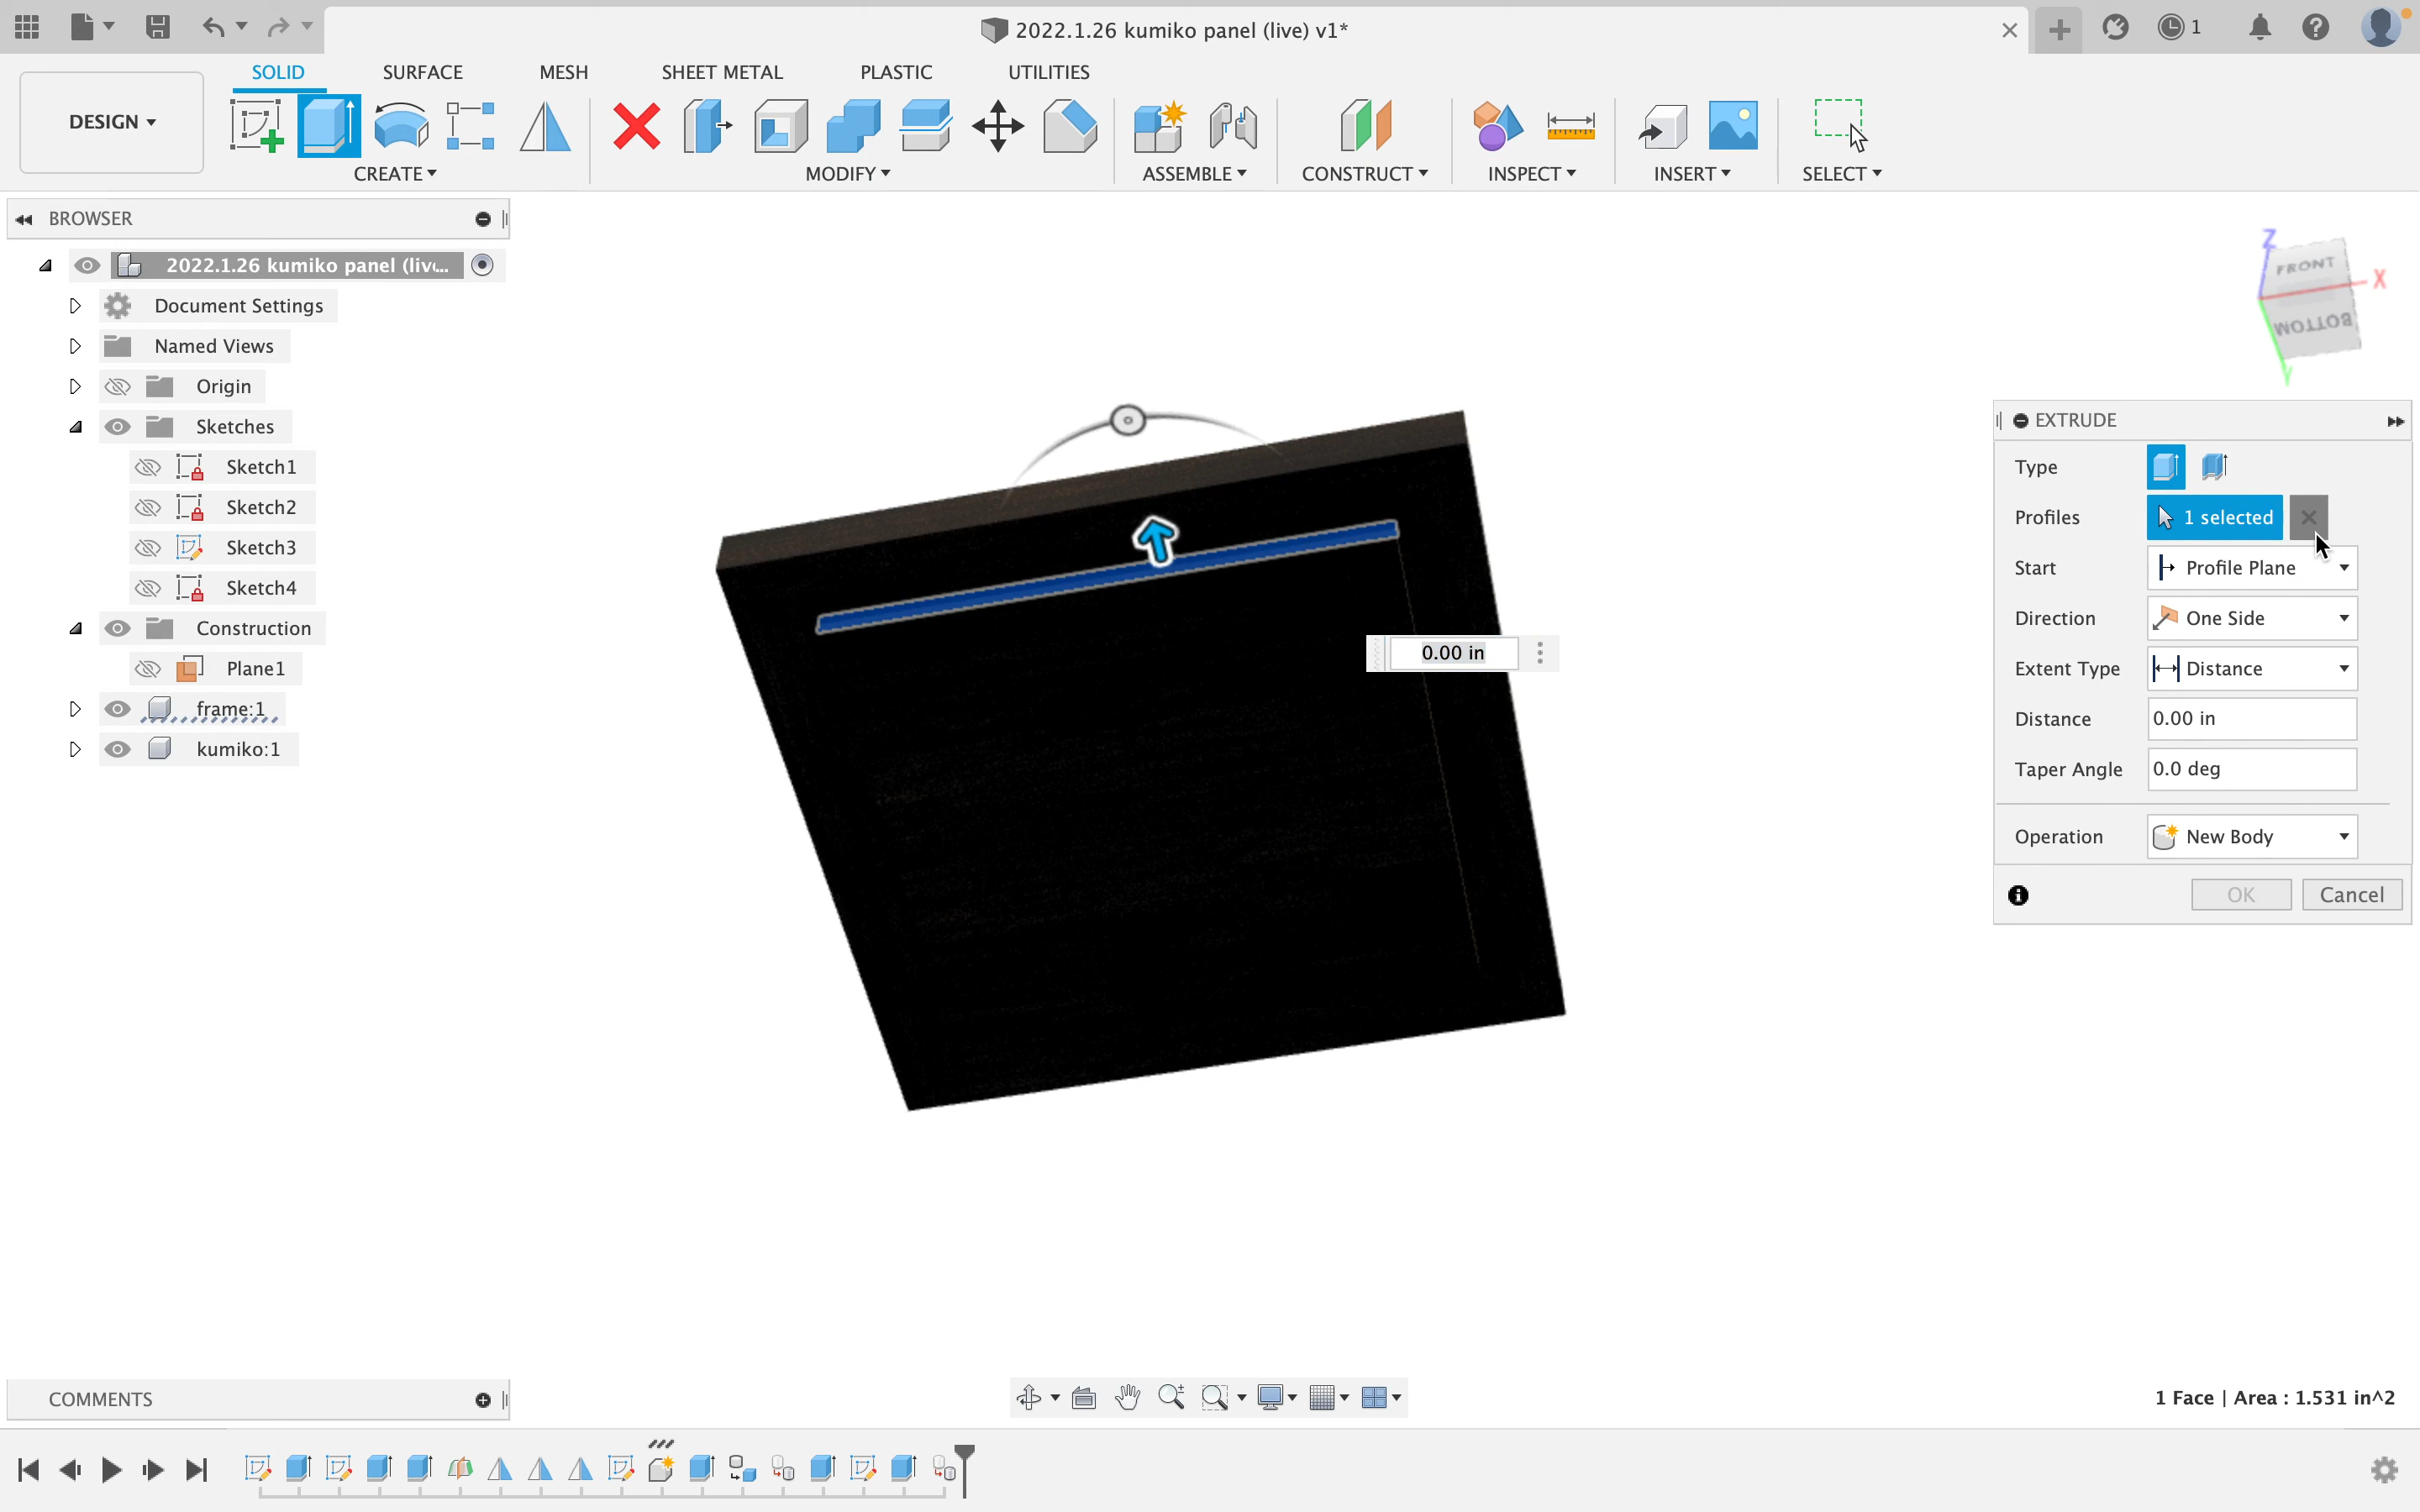 2022.1.26 kumiko panel (live) v1*
1
SOLID SURFACE MESH SHEET METAL PLASTIC UTILITIES
DESIGN
CREATE MODIFY ASSEMBLE CONSTRUCT INSPECT INSERT SELECT
BROWSER
2022.1.26 kumiko panel (liv...
Document Settings
Named Views
Origin
Sketches
Sketch1
Sketch2
Sketch3
Sketch4
Construction
Plane1
frame:1
kumiko:1
Z
FRONT
X
BOTTOM
Y
0.00 in
EXTRUDE
Type
Profiles 1 selected
Start Profile Plane
Direction One Side
Extent Type Distance
Distance 0.00 in
Taper Angle 0.0 deg
Operation New Body
OK Cancel
COMMENTS
1 Face | Area : 1.531 in^2